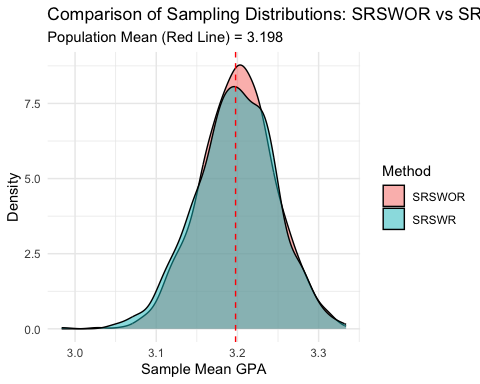 Comparison of Sampling Distributions: SRSWOR vs SR
Population Mean (Red Line) = 3.198
7.5
5.0
2.5
0.0
Density
3.0 3.1 3.2 3.3
Sample Mean GPA
Method
SRSWOR
SRSWR